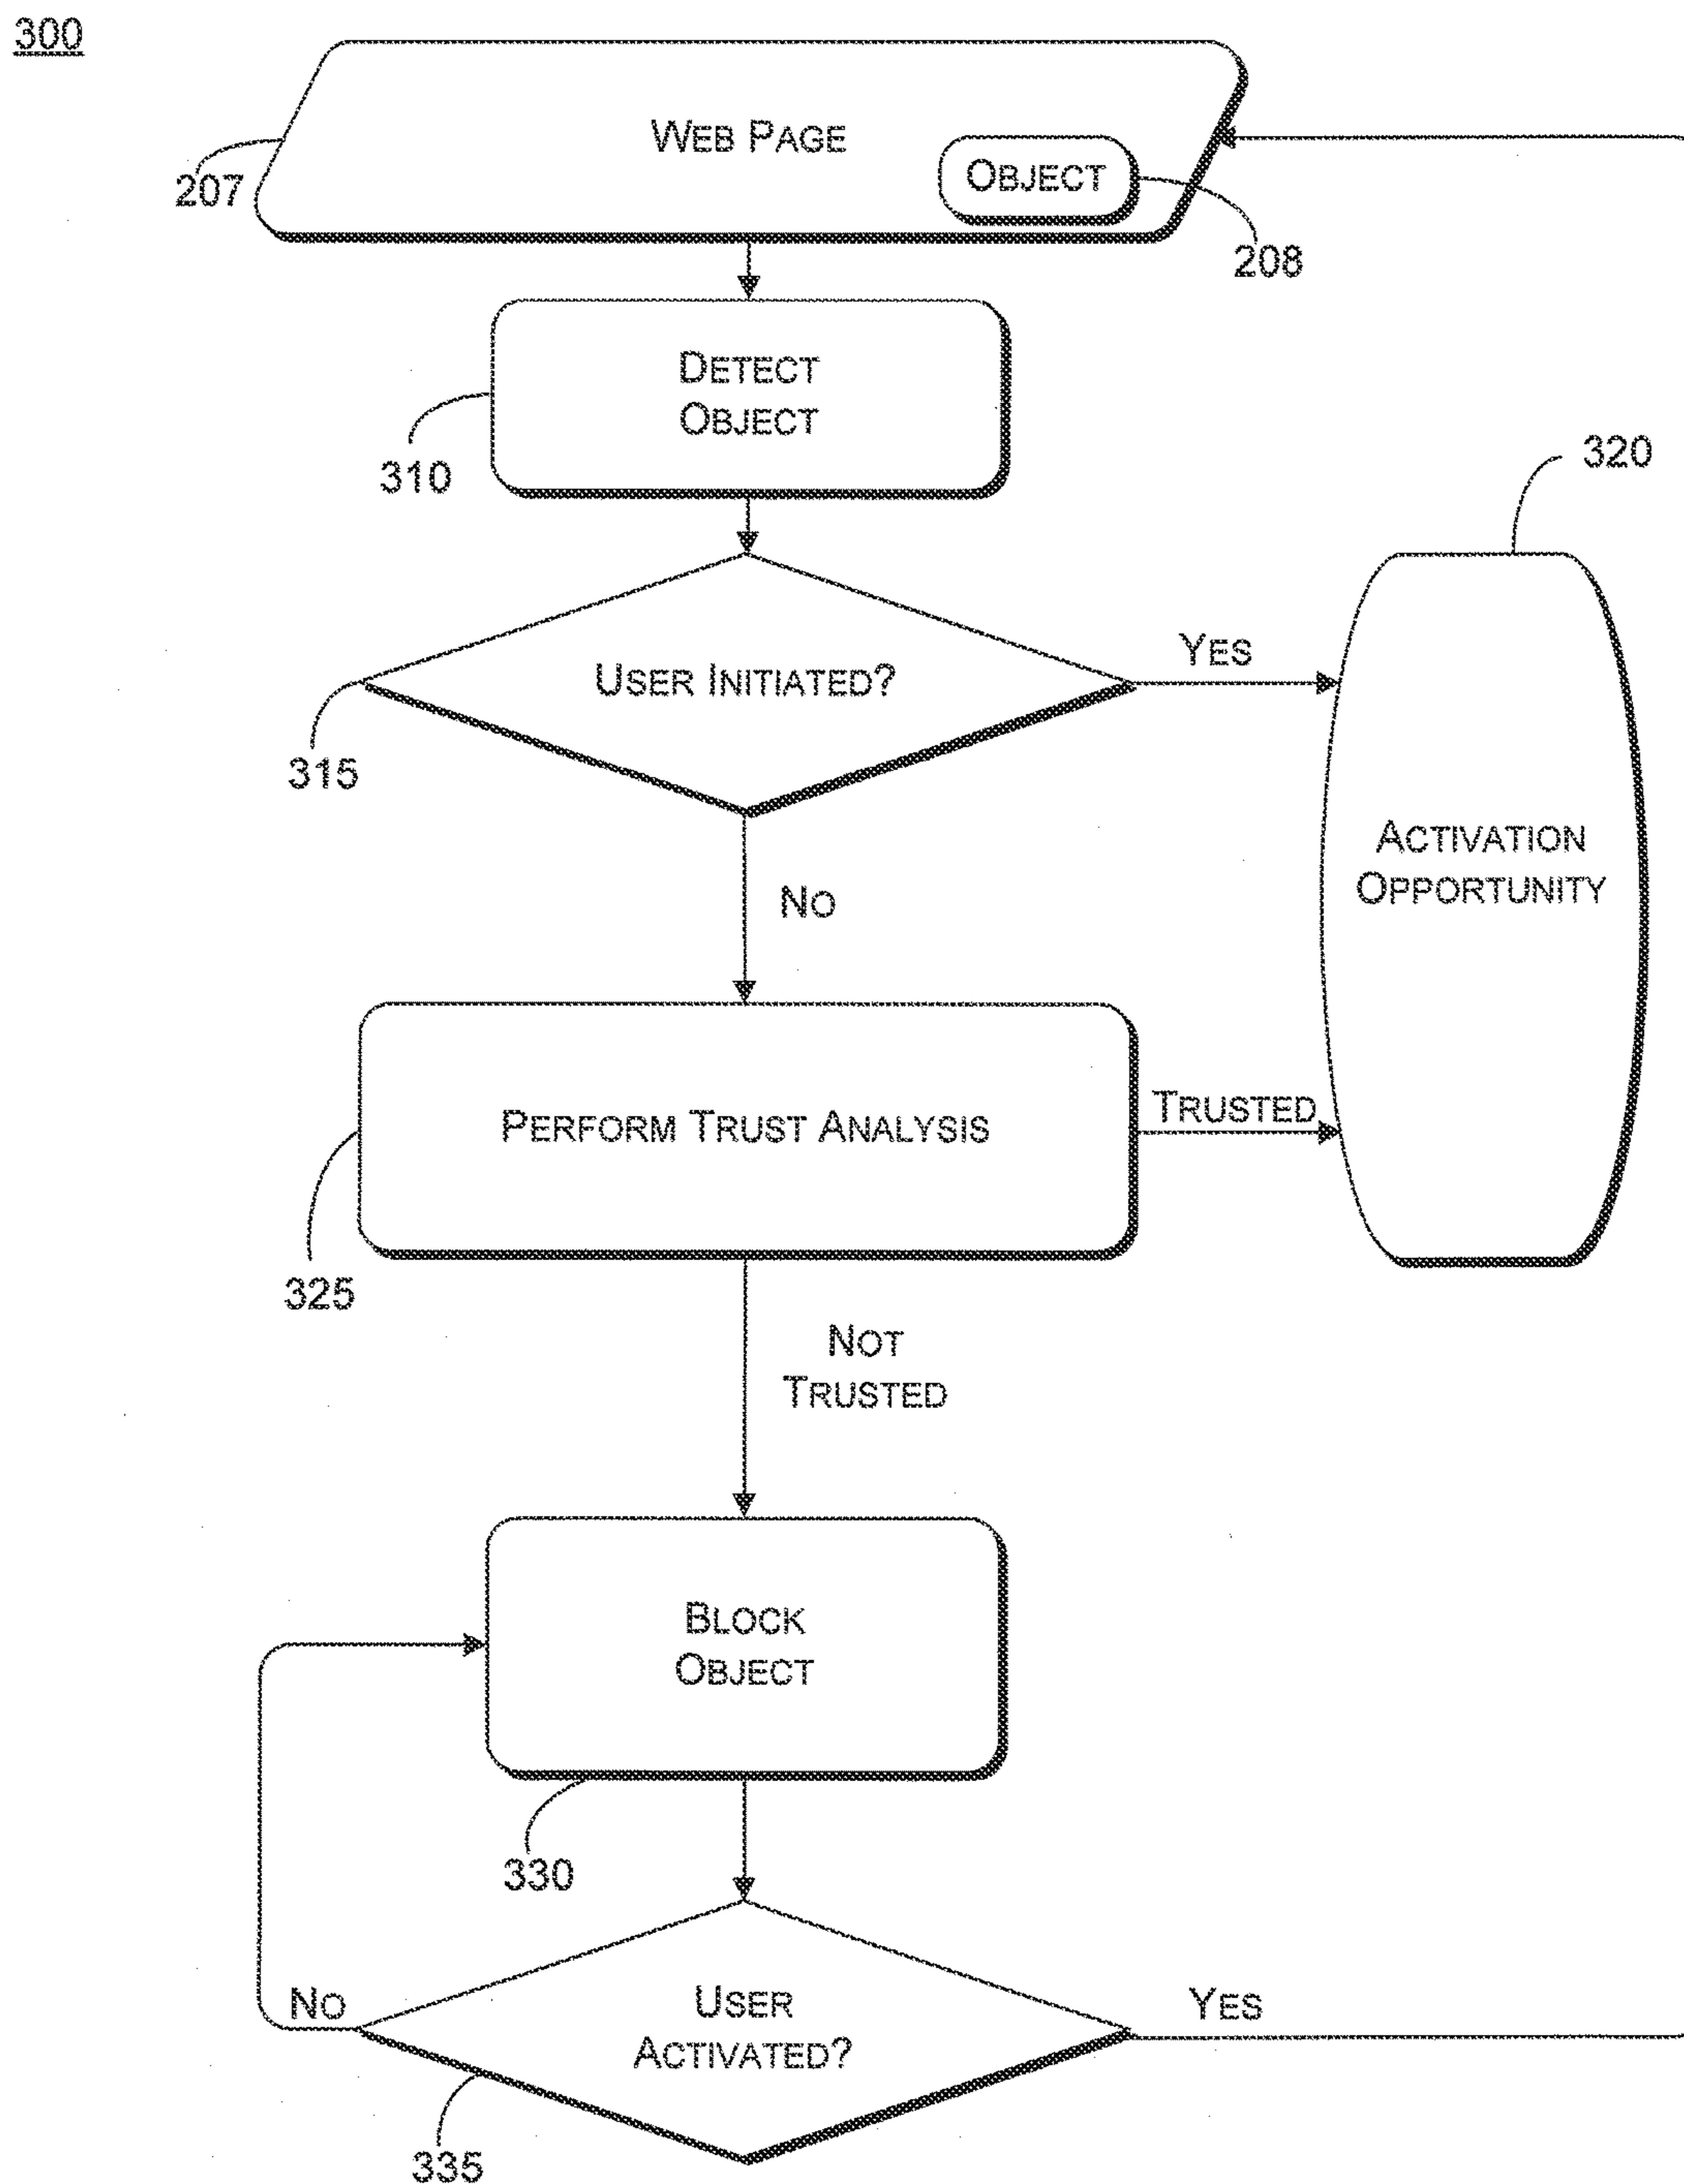 300
WEB PAGE
OBJECT
207
208
DETECT
OBJECT
310
320
USER INITIATED?
YES
315
ACTIVATION
OPPORTUNITY
NO
PERFORM TRUST ANALYSIS
TRUSTED
325
NOT
TRUSTED
BLOCK
OBJECT
330
NO
USER
ACTIVATED?
YES
335